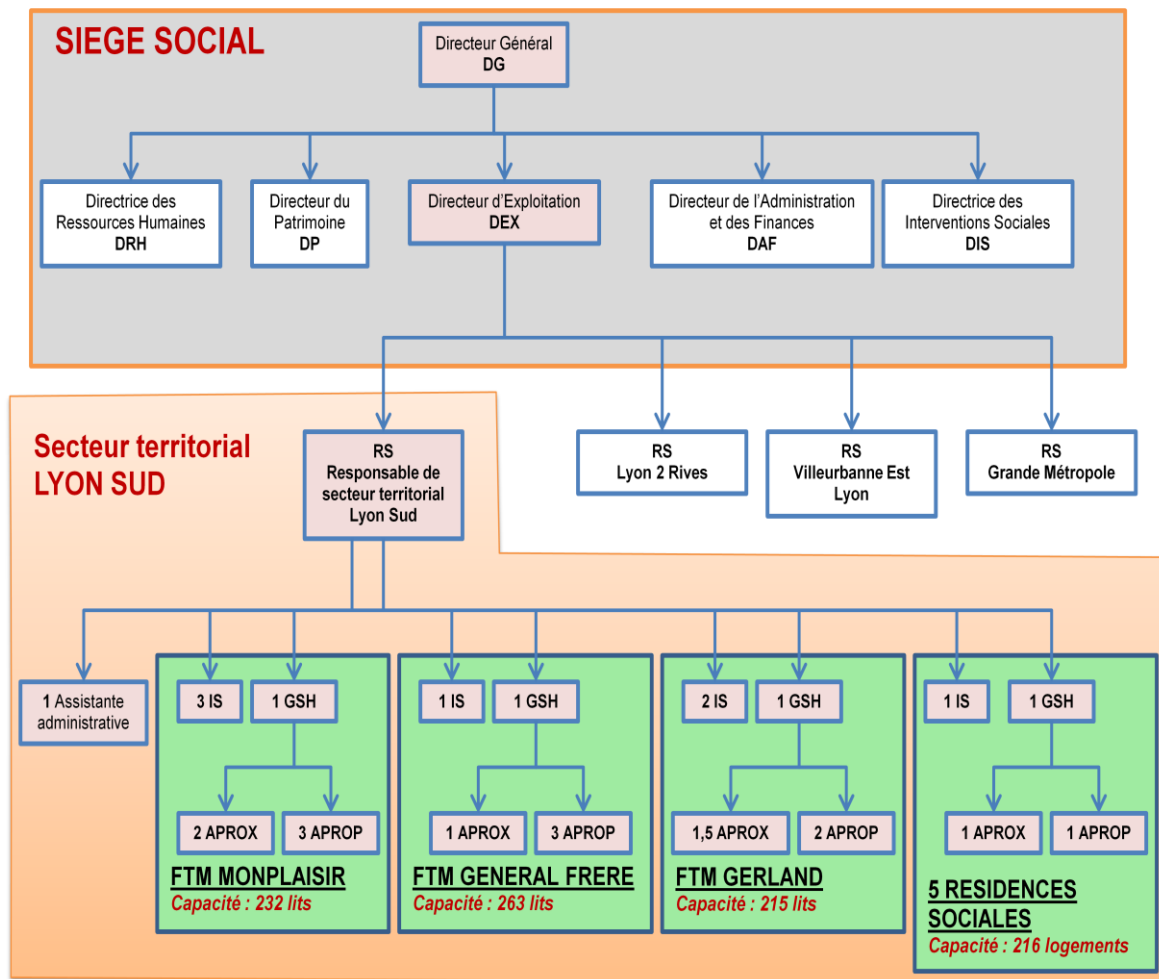 SIEGE SOCIAL
Directeur Général
DG
Directrice des
Ressources Humaines
DRH
Directeur du
Patrimoine
DP
Directeur d'Exploitation
DEX
Directeur de l'Administration
et des Finances
DAF
Directrice des
Interventions Sociales
DIS
Secteur territorial
LYON SUD
RS
Responsable de
secteur territorial
Lyon Sud
RS
Lyon 2 Rives
RS
Villeurbanne Est
Lyon
RS
Grande Métropole
1 Assistante
administrative
3 IS
1 GSH
2 APROX
3 APROP
FTM MONPLAISIR
Capacité : 232 lits
1 IS
1 GSH
1 APROX
3 APROP
FTM GENERAL FRERE
Capacité : 263 lits
2 IS
1 GSH
1,5 APROX
2 APROP
FTM GERLAND
Capacité : 215 lits
1 IS
1 GSH
1 APROX
1 APROP
5 RESIDENCES
SOCIALES
Capacité : 216 logements